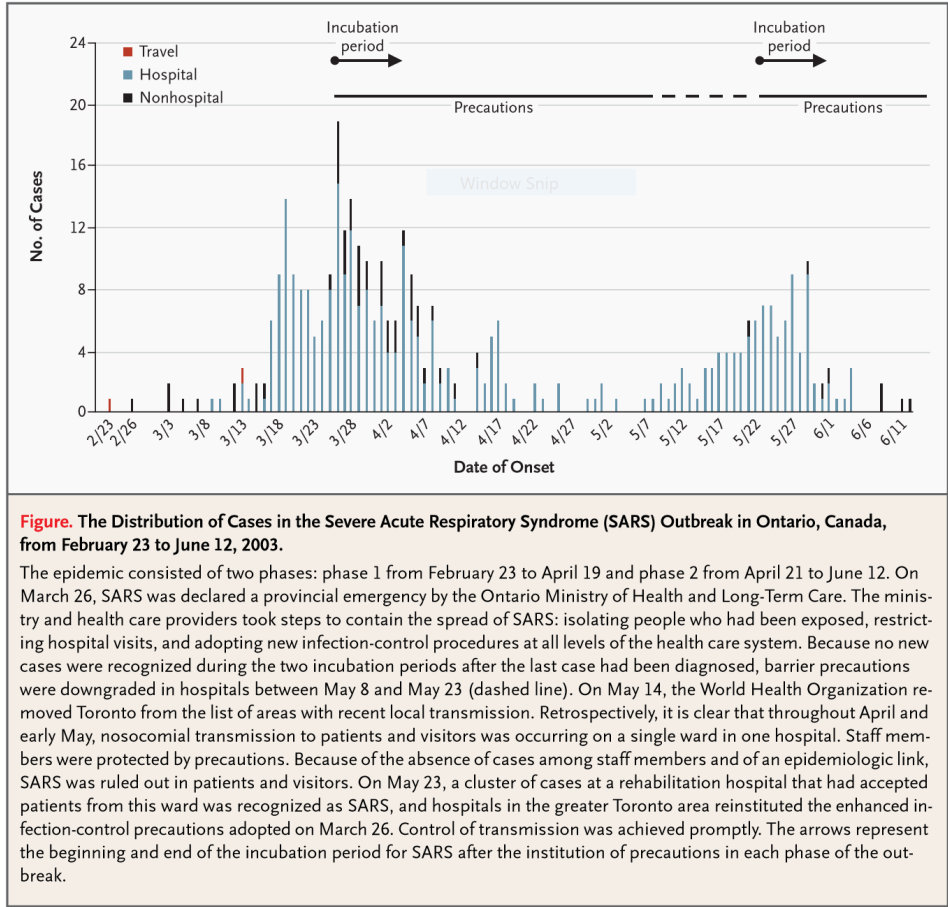 Incubation
period
Incubation
period
24
20
16
12
8
4
0
No. of Cases
Travel
Hospital
Nonhospital
Precautions
Precautions
Window Snip
2/23
2/26
3/3
3/8
3/13
3/18
3/23
3/28
4/2
4/7
4/12
4/17
4/22
4/27
5/2
5/7
5/12
5/17
5/22
5/27
6/1
6/6
6/11
Date of Onset
Figure. The Distribution of Cases in the Severe Acute Respiratory Syndrome (SARS) Outbreak in Ontario, Canada,
from February 23 to June 12, 2003.
The epidemic consisted of two phases: phase 1 from February 23 to April 19 and phase 2 from April 21 to June 12. On
March 26, SARS was declared a provincial emergency by the Ontario Ministry of Health and Long-Term Care. The minis-
try and health care providers took steps to contain the spread of SARS: isolating people who had been exposed, restrict-
ing hospital visits, and adopting new infection-control procedures at all levels of the health care system. Because no new
cases were recognized during the two incubation periods after the last case had been diagnosed, barrier precautions
were downgraded in hospitals between May 8 and May 23 (dashed line). On May 14, the World Health Organization re-
moved Toronto from the list of areas with recent local transmission. Retrospectively, it is clear that throughout April and
early May, nosocomial transmission to patients and visitors was occurring on a single ward in one hospital. Staff mem-
bers were protected by precautions. Because of the absence of cases among staff members and of an epidemiologic link,
SARS was ruled out in patients and visitors. On May 23, a cluster of cases at a rehabilitation hospital that had accepted
patients from this ward was recognized as SARS, and hospitals in the greater Toronto area reinstituted the enhanced in-
fection-control precautions adopted on March 26. Control of transmission was achieved promptly. The arrows represent
the beginning and end of the incubation period for SARS after the institution of precautions in each phase of the out-
break.